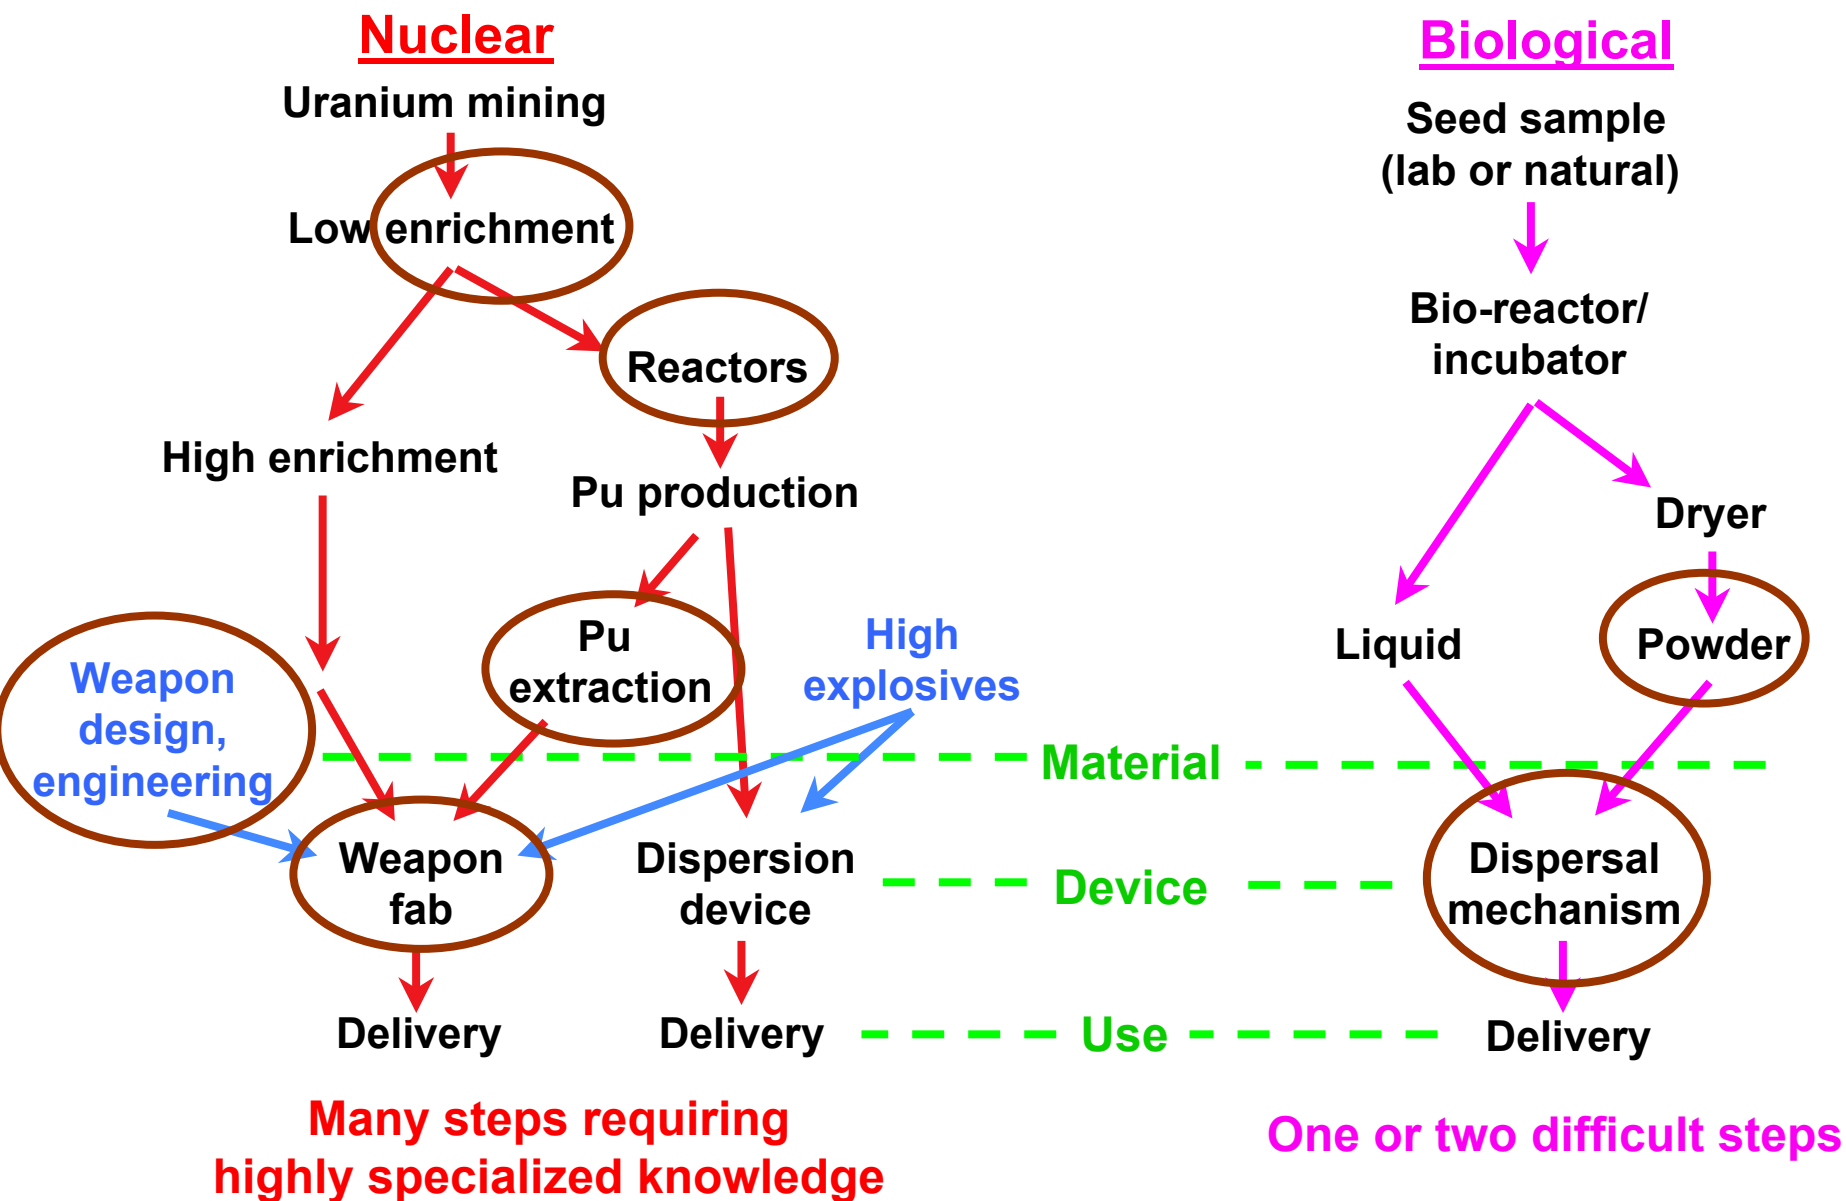 Nuclear
Uranium mining
Low enrichment
Reactors
High enrichment
Pu production
Weapon
design,
engineering
Pu
extraction
High
explosives
Weapon
fab
Dispersion
device
Delivery
Delivery
Many steps requiring
highly specialized knowledge
Material
Device
Use
Biological
Seed sample
(lab or natural)
Bio-reactor/
incubator
Dryer
Liquid
Powder
Dispersal
mechanism
Delivery
One or two difficult steps